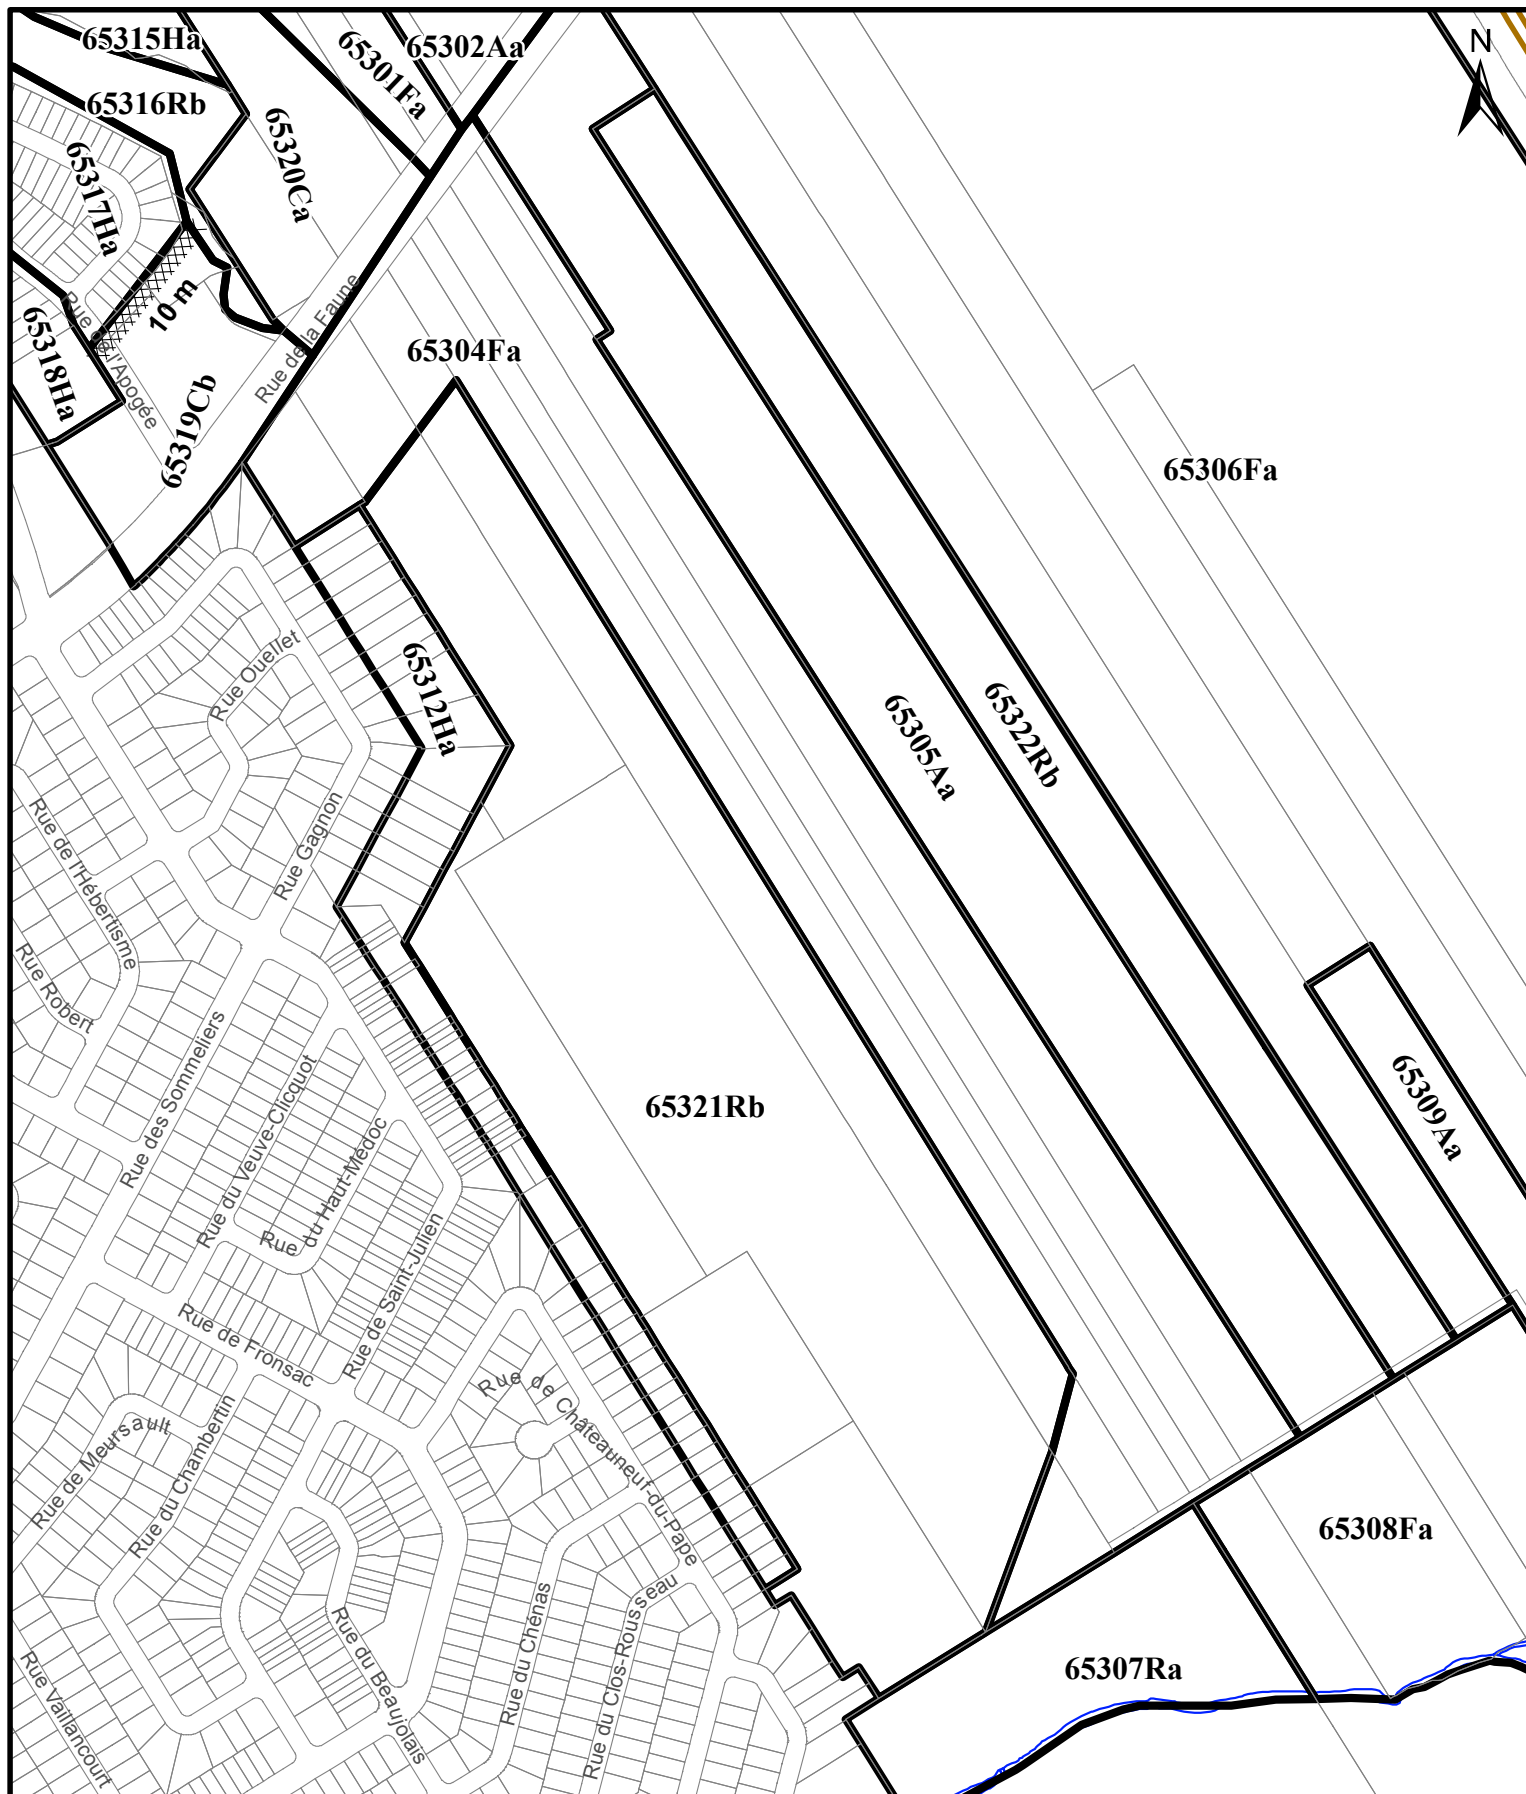 65315Ha
65302Aa
65301Fa
N
65316Rb
65320Ca
65317Ha
10 m
Rue de l'Apogée
65318Ha
Rue de la Faune
65304Fa
65319Cb
65306Fa
Rue Ouellet
65312Ha
65305Aa
65322Rb
Rue Gagnon
Rue de l'Hébertisme
Rue Robert
Rue des Sommeliers
Rue du Veuve-Clicquot
Rue du Haut-Medoc
65321Rb
65309Aa
Rue de Saint-Julien
Rue de Fronsac
Rue de Châteauneuf-du-Pape
Rue de Meursault
Rue du Chambertin
65308Fa
Rue du Chénas
Rue du Clos-Rousseau
Rue du Beaujolais
Rue Vaillancourt
65307Ra